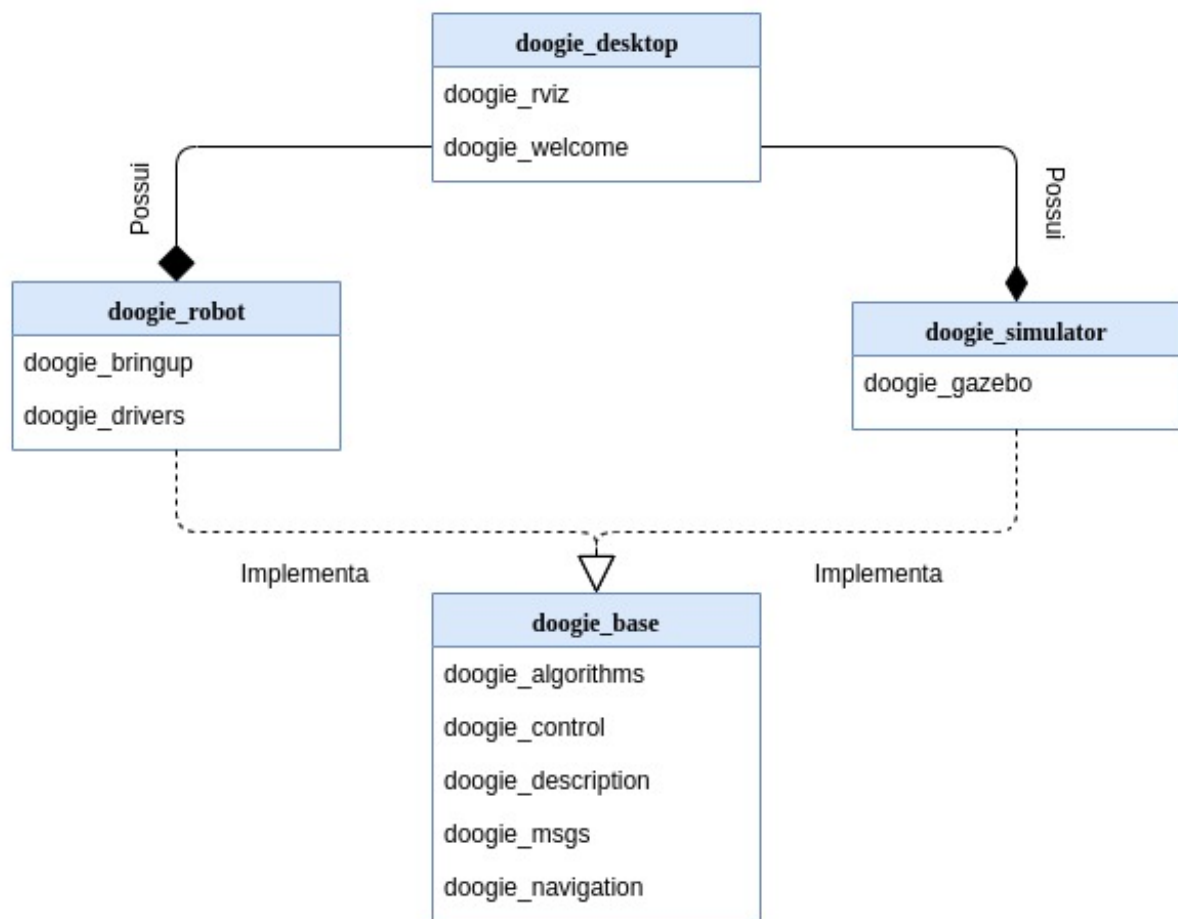 doogie_desktop
doogie_rviz
doogie_welcome
Possui
Possui
doogie_robot
doogie_bringup
doogie_drivers
doogie_simulator
doogie_gazebo
Implementa
Implementa
doogie_base
doogie_algorithms
doogie_control
doogie_description
doogie_msgs
doogie_navigation